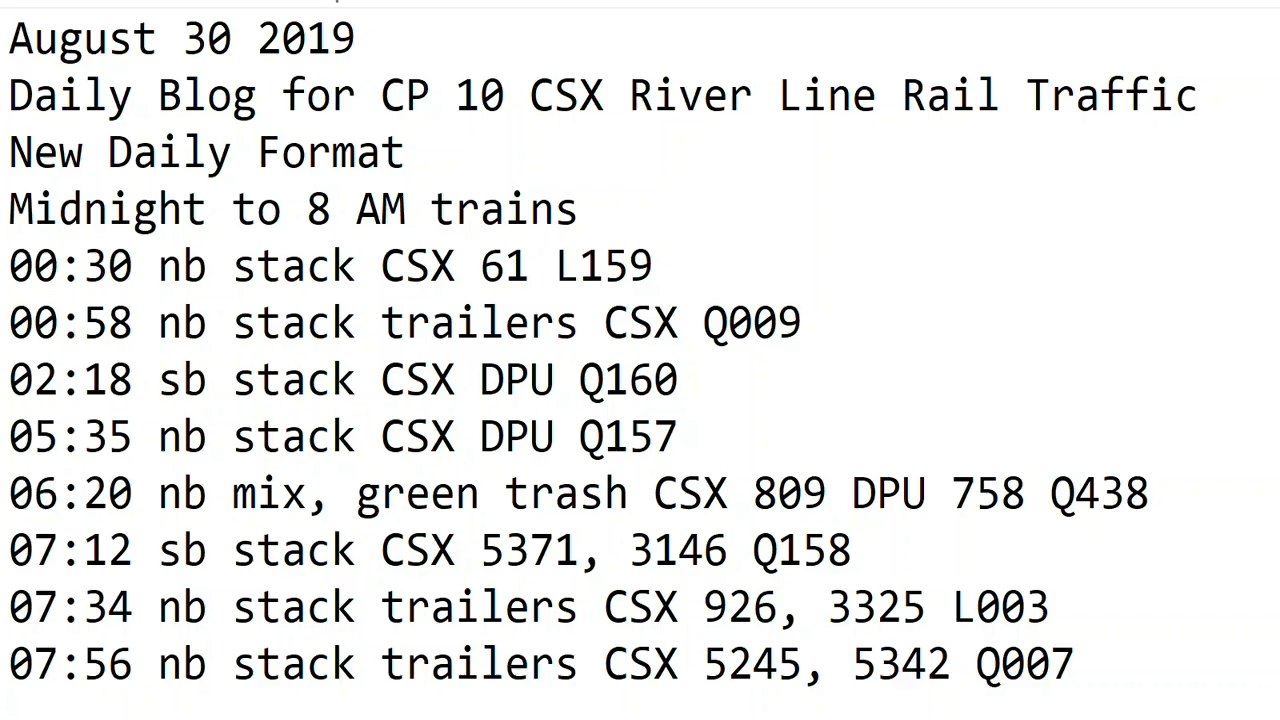 August 30 2019
Daily Blog for CP 10 CSX River Line Rail Traffic
New Daily Format
Midnight to 8 AM trains
00:30 nb stack CSX 61 L159
00:58 nb stack trailers CSX Q009
02:18 sb stack CSX DPU Q160
05:35 nb stack CSX DPU Q157
06:20 nb mix, green trash CSX 809 DPU 758 Q438
07:12 sb stack CSX 5371, 3146 Q158
07:34 nb stack trailers CSX 926, 3325 L003
07:56 nb stack trailers CSX 5245, 5342 Q007